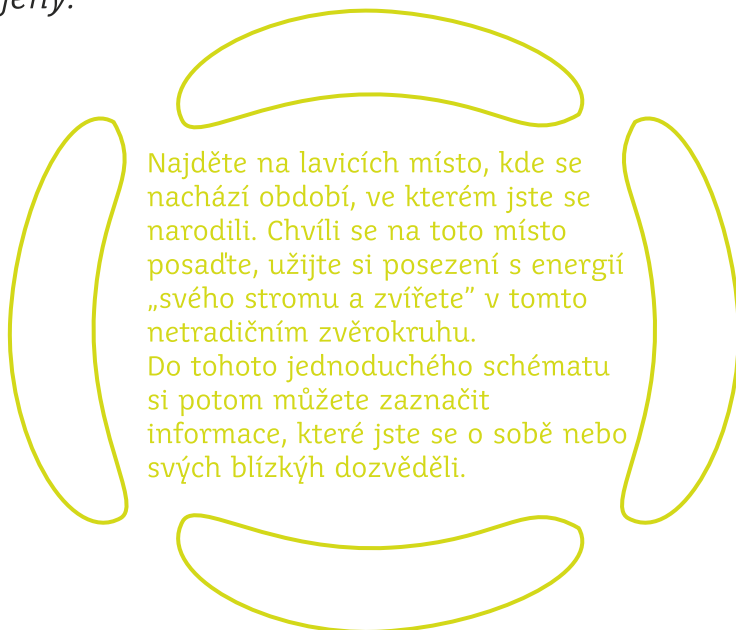 Najděte na lavicích místo, kde se
nachází období, ve kterém jste se
narodili. Chvíli se na toto místo
posaďte, užijte si posezení s energií
„svého stromu a zvířete” v tomto
netradičním zvěrokruhu.
Do tohoto jednoduchého schématu
si potom můžete zaznačit
informace, které jste se o sobě nebo
svých blízkýh dozvěděli.